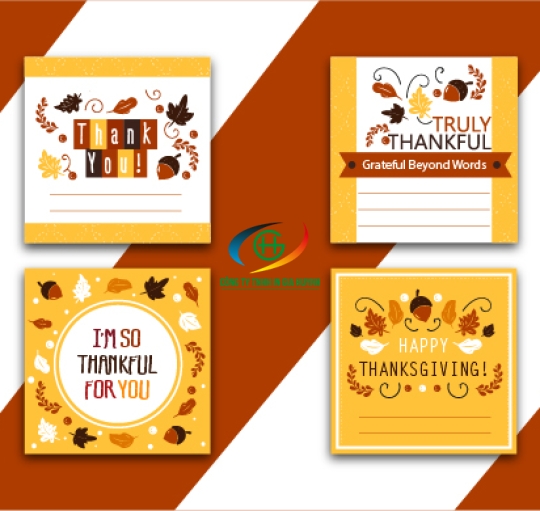 Thank
You!
TRULY
THANKFUL
Grateful Beyond Words
I'M SO
THANKFUL
FOR YOU
HAPPY
THANKSGIVING!